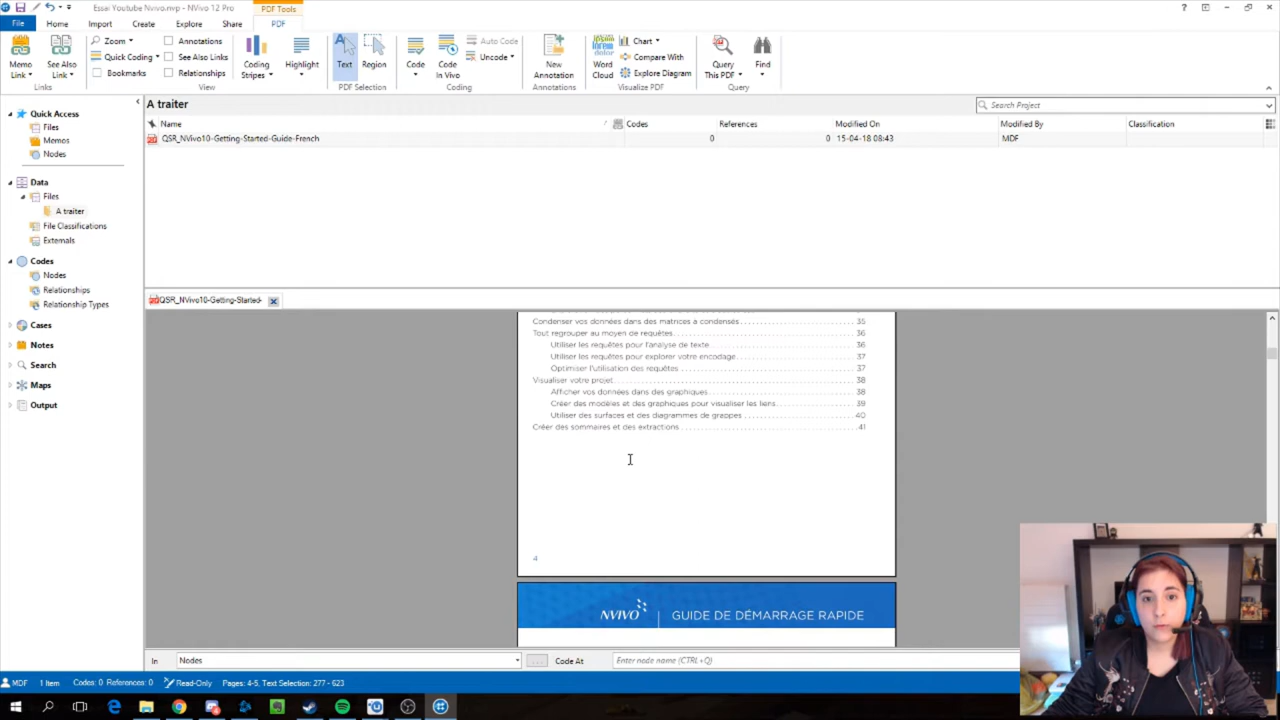 Essai Youtube Nvivo.nvp - NVivo 12 Pro
PDF Tools
File
Home
Import
Create
Explore
Share
PDF
Memo Link
See Also Link
Links
Zoom
Quick Coding
Bookmarks
Annotations
See Also Links
Relationships
View
Coding Stripes
Highlight
Text
Region
PDF Selection
Code
Code In Vivo
Auto Code
Uncode
Coding
New Annotation
Annotations
Word Cloud
Chart
Compare With
Explore Diagram
Visualize PDF
Query This PDF
Find
Query
Quick Access
Files
Memos
Nodes
Data
Files
A traiter
File Classifications
Externals
Codes
Nodes
Relationships
Relationship Types
Cases
Notes
Search
Maps
Output
A traiter
Search Project
Name Codes References Modified On Modified By Classification
QSR_NVivo10-Getting-Started-Guide-French 0 0 15-04-18 08:43 MDF
QSR_NVivo10-Getting-Started-
Condenser vos données dans des matrices à condensés 35
Tout regrouper au moyen de requêtes 36
Utiliser les requêtes pour l'analyse de texte 36
Utiliser les requêtes pour explorer votre encodage 37
Optimiser l'utilisation des requêtes 37
Visualiser votre projet 38
Afficher vos données dans des graphiques 38
Créer des modèles et des graphiques pour visualiser les liens 39
Utiliser des surfaces et des diagrammes de grappes 40
Créer des sommaires et des extractions 41
4
NVIVO | GUIDE DE DÉMARRAGE RAPIDE
In Nodes ... Code At Enter node name (CTRL+Q)
MDF 1 Item Codes: 0 References: 0 Read-Only Pages: 4-5, Text Selection: 277 - 623